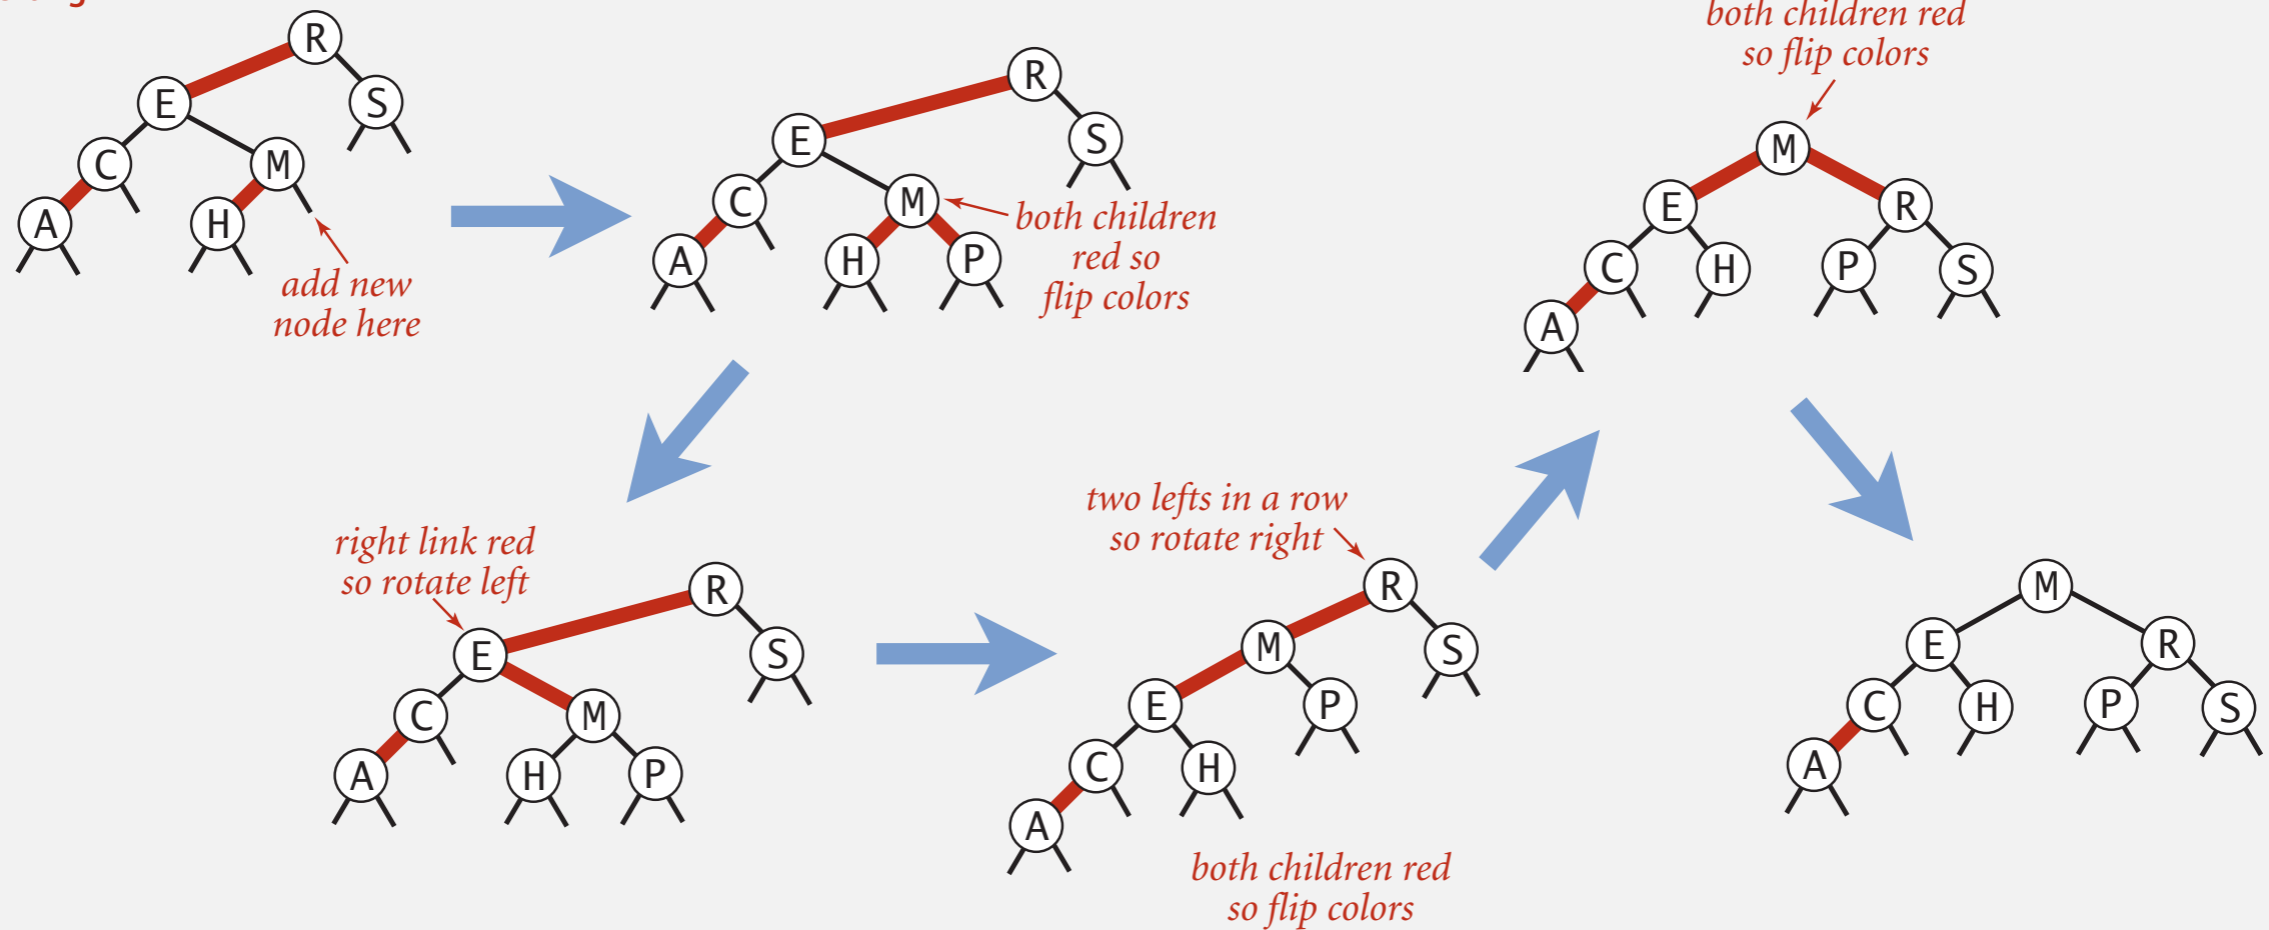 R
E
S
C
M
A
H
add new
node here
R
E
S
C
M
A
H
P
both children
red so
flip colors
both children red
so flip colors
M
E
R
C
H
P
S
A
right link red
so rotate left
R
E
S
C
M
A
H
P
two lefts in a row
so rotate right
R
M
S
E
P
C
H
A
both children red
so flip colors
M
E
R
C
H
P
S
A